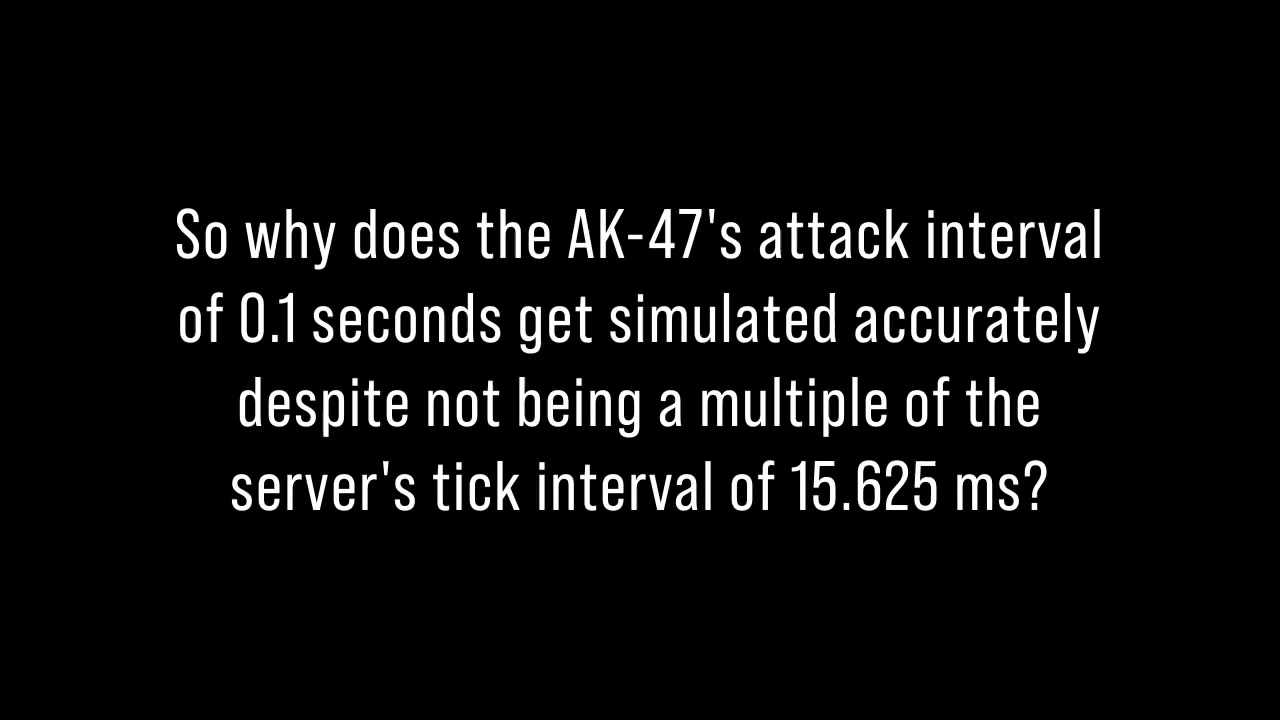 So why does the AK-47's attack interval
of 0.1 seconds get simulated accurately
despite not being a multiple of the
server's tick interval of 15.625 ms?